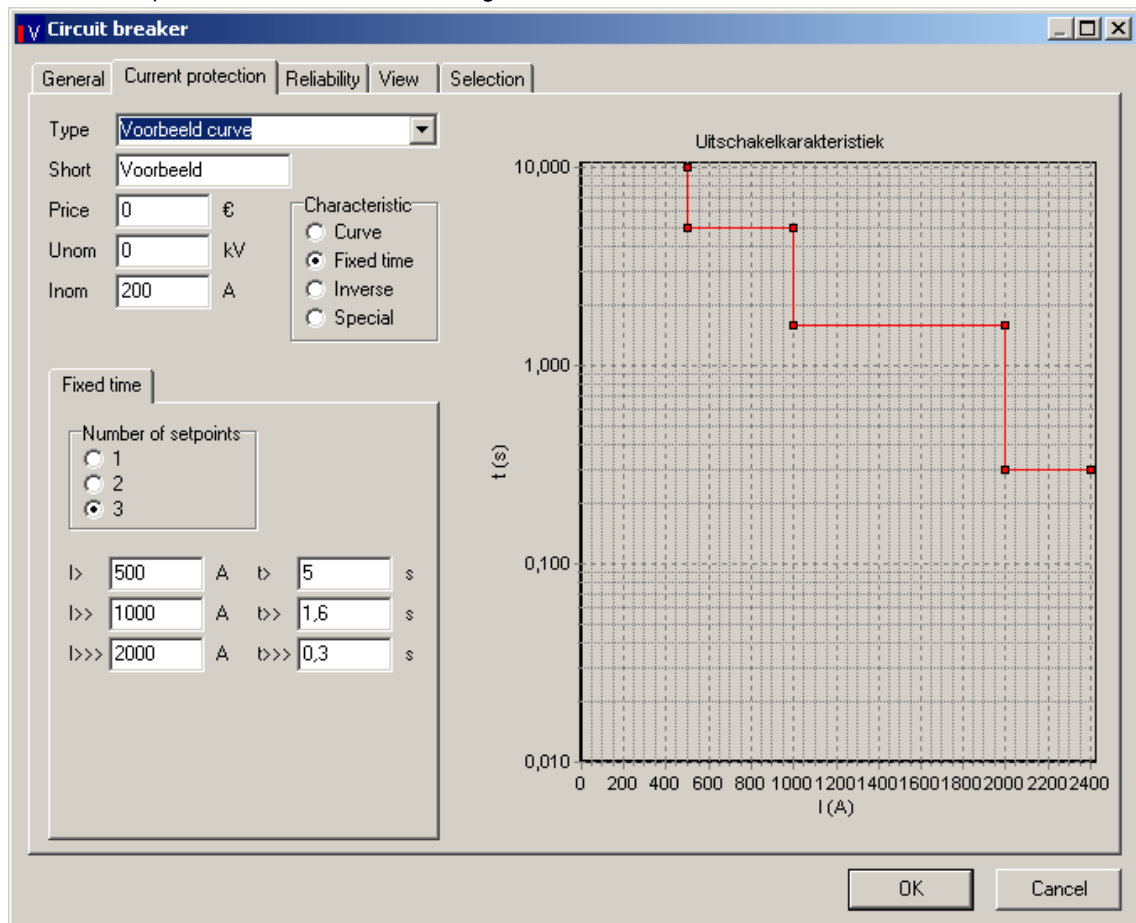 Circuit breaker
General Current protection Reliability View Selection
Type Voorbeeld curve
Short Voorbeeld
Price 0 €
Unom 0 kV
Inom 200 A
Characteristic
Curve
Fixed time
Inverse
Special
Fixed time
Number of setpoints
1
2
3
I> 500 A t> 5 s
I>> 1000 A t>> 1,6 s
I>>> 2000 A t>>> 0,3 s
Uitschakelkarakteristiek
10,000
1,000
0,100
0,010
t (s)
0 200 400 600 800 1000 1200 1400 1600 1800 2000 2200 2400
I (A)
OK Cancel